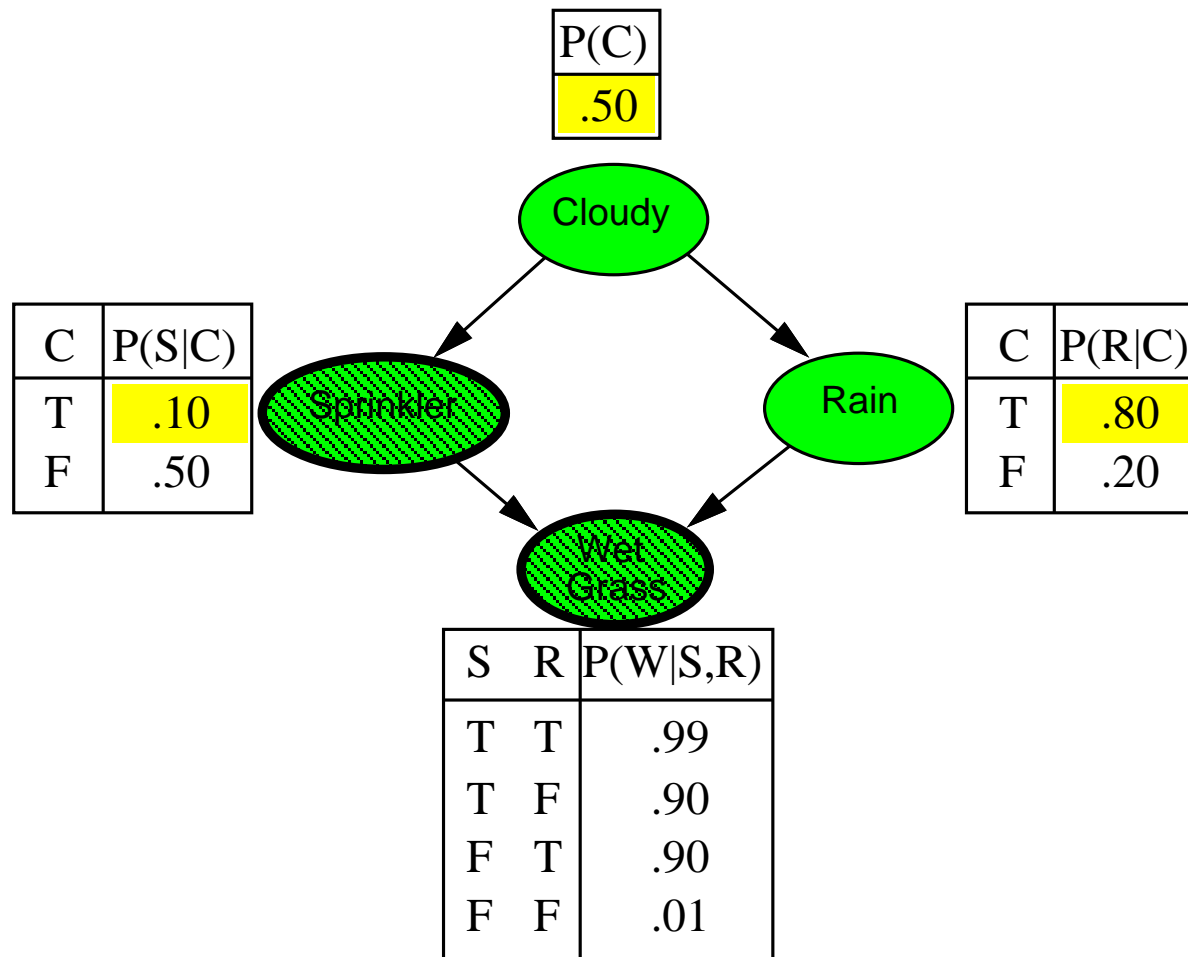 P(C)
.50
Cloudy
C P(S|C)
T .10
F .50
Sprinkler
Rain
C P(R|C)
T .80
F .20
Wet
Grass
S R P(W|S,R)
T T .99
T F .90
F T .90
F F .01